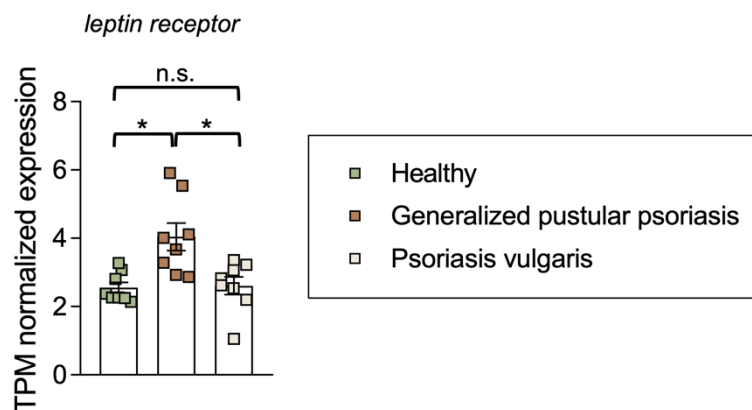 leptin receptor
n.s.
* *
TPM normalized expression
8
6
4
2
0
Healthy
Generalized pustular psoriasis
Psoriasis vulgaris